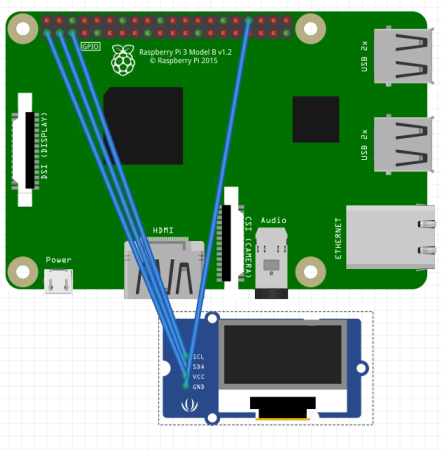 GPIO
Raspberry Pi 3 Model B v1.2
© Raspberry Pi 2015
USB 2x
DSI (DISPLAY)
USB 2x
HDMI
CSI (CAMERA)
Audio
ETHERNET
Power
SCL
SDA
VCC
GND